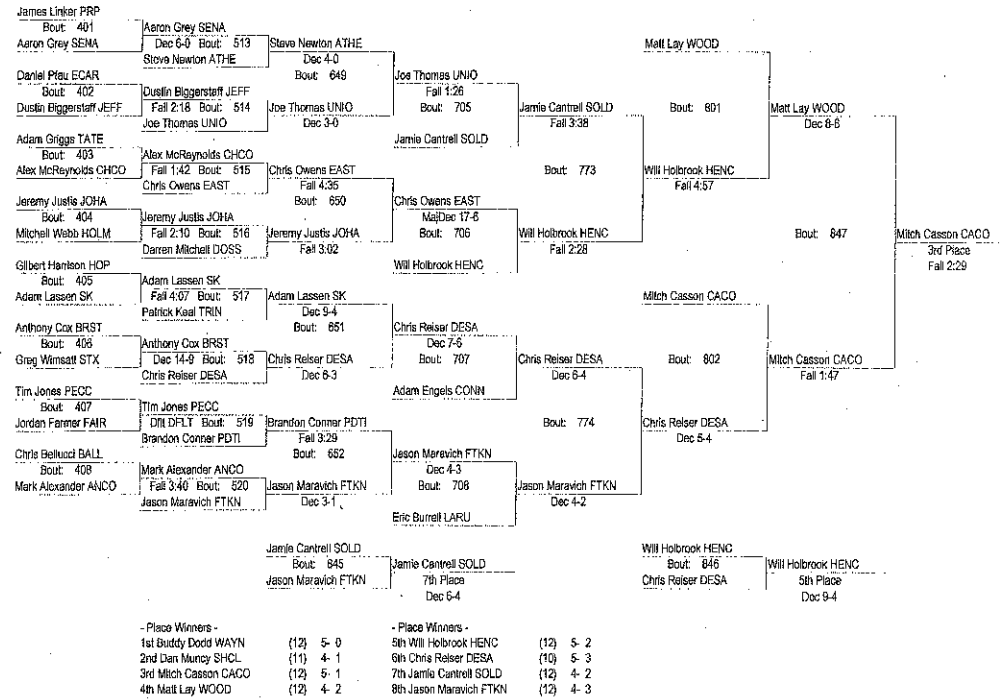 James Linker PRP
Bout: 401
Aaron Grey SENA
Daniel Pfau ECAR
Bout: 402
Dustin Biggerstaff JEFF
Adam Griggs TATE
Bout: 403
Alex McReynolds CHCO
Jeremy Justis JOHA
Bout: 404
Mitchell Webb HOLM
Gilbert Harrison HOP
Bout: 405
Adam Lassen SK
Anthony Cox BRST
Bout: 406
Greg Wimsatt STX
Tim Jones PECC
Bout: 407
Jordan Farmer FAIR
Chris Bellucci BALL
Bout: 408
Mark Alexander ANCO
Aaron Grey SENA
Dec 6-0 Bout: 513
Steve Newton ATHE
Dustin Biggerstaff JEFF
Fall 2:18 Bout: 514
Joe Thomas UNIO
Alex McRaynolds CHCO
Fall 1:42 Bout: 515
Chris Owens EAST
Jeremy Justis JOHA
Fall 2:10 Bout: 516
Darren Mitchell DOSS
Adam Lassen SK
Fall 4:07 Bout: 517
Patrick Keal TRIN
Anthony Cox BRST
Dec 14-9 Bout: 518
Chris Reiser DESA
Tim Jones PECC
Dflt DFLT Bout: 519
Brandon Conner PDTI
Mark Alexander ANCO
Fall 3:40 Bout: 520
Jason Maravich FTKN
Steve Newton ATHE
Dec 4-0
Bout: 649
Joe Thomas UNIO
Dec 3-0
Chris Owens EAST
Fall 4:35
Bout: 650
Jeremy Justis JOHA
Fall 3:02
Adam Lassen SK
Dec 9-4
Bout: 651
Chris Reiser DESA
Dec 6-3
Brandon Conner PDTI
Fall 3:29
Bout: 652
Jason Maravich FTKN
Dec 3-1
Joe Thomas UNIO
Fall 1:26
Bout: 705
Jamie Cantrell SOLD
Chris Owens EAST
MajDec 17-6
Bout: 706
Will Holbrook HENC
Chris Reiser DESA
Dec 7-6
Bout: 707
Adam Engels CONN
Jason Maravich FTKN
Dec 4-3
Bout: 708
Eric Burrell LARU
Jamie Cantrell SOLD
Fall 3:38
Bout: 773
Will Holbrook HENC
Fall 2:28
Chris Reiser DESA
Dec 6-4
Bout: 774
Jason Maravich FTKN
Dec 4-2
Matt Lay WOOD
Bout: 801
Will Holbrook HENC
Fall 4:57
Mitch Casson CACO
Bout: 802
Chris Reiser DESA
Dec 5-4
Matt Lay WOOD
Dec 8-6
Bout: 847
Mitch Casson CACO
Fall 1:47
Mitch Casson CACO
3rd Place
Fall 2:29
Jamie Cantrell SOLD
Bout: 845
Jason Maravich FTKN
Jamie Cantrell SOLD
7th Place
Dec 6-4
Will Holbrook HENC
Bout: 846
Chris Reiser DESA
Will Holbrook HENC
5th Place
Dec 9-4
- Place Winners -
1st Buddy Dodd WAYN (12) 5- 0
2nd Dan Muncy SHCL (11) 4- 1
3rd Mitch Casson CACO (12) 5- 1
4th Matt Lay WOOD (12) 4- 2
- Place Winners -
5th Will Holbrook HENC (12) 5- 2
6th Chris Reiser DESA (10) 5- 3
7th Jamie Cantrell SOLD (12) 4- 2
8th Jason Maravich FTKN (12) 4- 3